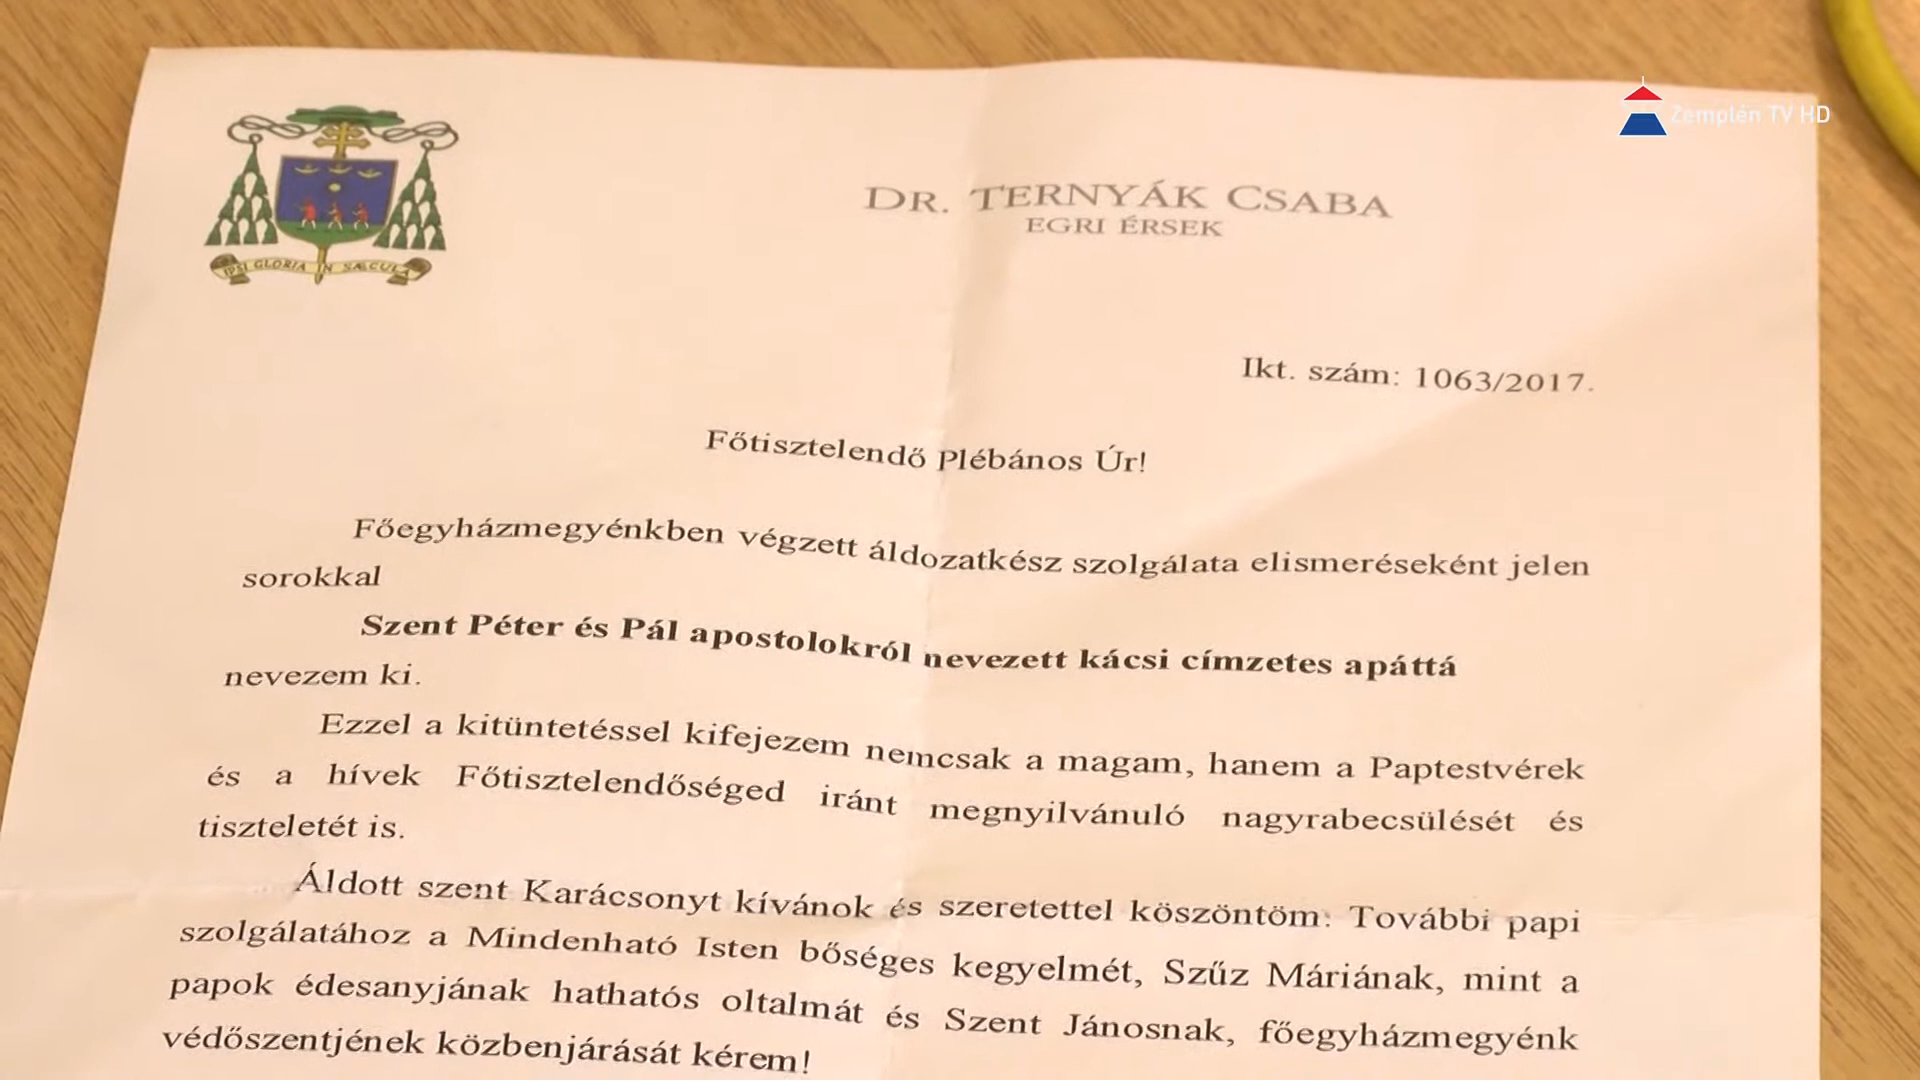 Zemplén TV HD
IPSI GLORIA IN SÆCULA
DR. TERNYÁK CSABA
EGRI ÉRSEK
Ikt. szám: 1063/2017.
Főtisztelendő Plébános Úr!
Főegyházmegyénkben végzett áldozatkész szolgálata elismeréseként jelen
sorokkal
Szent Péter és Pál apostolokról nevezett kácsi címzetes apáttá
nevezem ki.
Ezzel a kitüntetéssel kifejezem nemcsak a magam, hanem a Paptestvérek
és a hívek Főtisztelendőséged iránt megnyilvánuló nagyrabecsülését és
tiszteletét is.
Áldott szent Karácsonyt kívánok és szeretettel köszöntöm: További papi
szolgálatához a Mindenható Isten bőséges kegyelmét, Szűz Máriának, mint a
papok édesanyjának hathatós oltalmát és Szent Jánosnak, főegyházmegyénk
védőszentjének közbenjárását kérem!